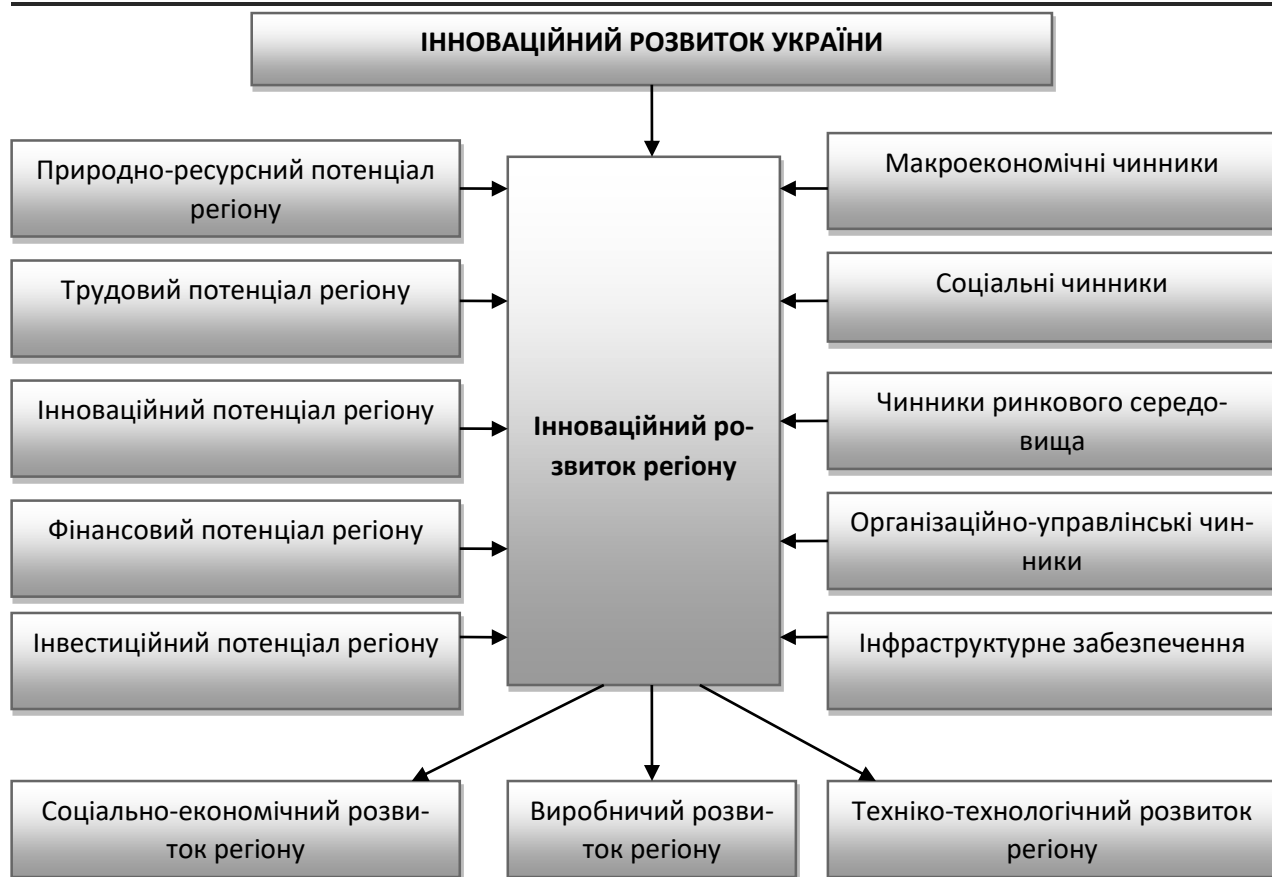 ІННОВАЦІЙНИЙ РОЗВИТОК УКРАЇНИ
Природно-ресурсний потенціал
регіону
Трудовий потенціал регіону
Інноваційний потенціал регіону
Фінансовий потенціал регіону
Інвестиційний потенціал регіону
Інноваційний ро-
звиток регіону
Макроекономічні чинники
Соціальні чинники
Чинники ринкового середо-
вища
Організаційно-управлінські чин-
ники
Інфраструктурне забезпечення
Соціально-економічний розви-
ток регіону
Виробничий розви-
ток регіону
Техніко-технологічний розвиток
регіону